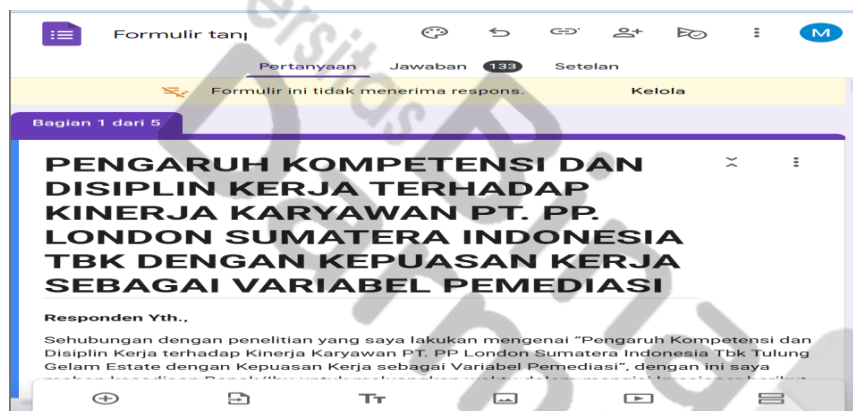 Formulir tang
M
Pertanyaan Jawaban 133 Setelan
Formulir ini tidak menerima respons. Kelola
Bagian 1 dari 5
PENGARUH KOMPETENSI DAN
DISIPLIN KERJA TERHADAP
KINERJA KARYAWAN PT. PP.
LONDON SUMATERA INDONESIA
TBK DENGAN KEPUASAN KERJA
SEBAGAI VARIABEL PEMEDIASI
Responden Yth.,
Sehubungan dengan penelitian yang saya lakukan mengenai "Pengaruh Kompetensi dan
Disiplin Kerja terhadap Kinerja Karyawan PT. PP London Sumatera Indonesia Tbk Tulung
Gelam Estate dengan Kepuasan Kerja sebagai Variabel Pemediasi", dengan ini saya
Bina
Darma